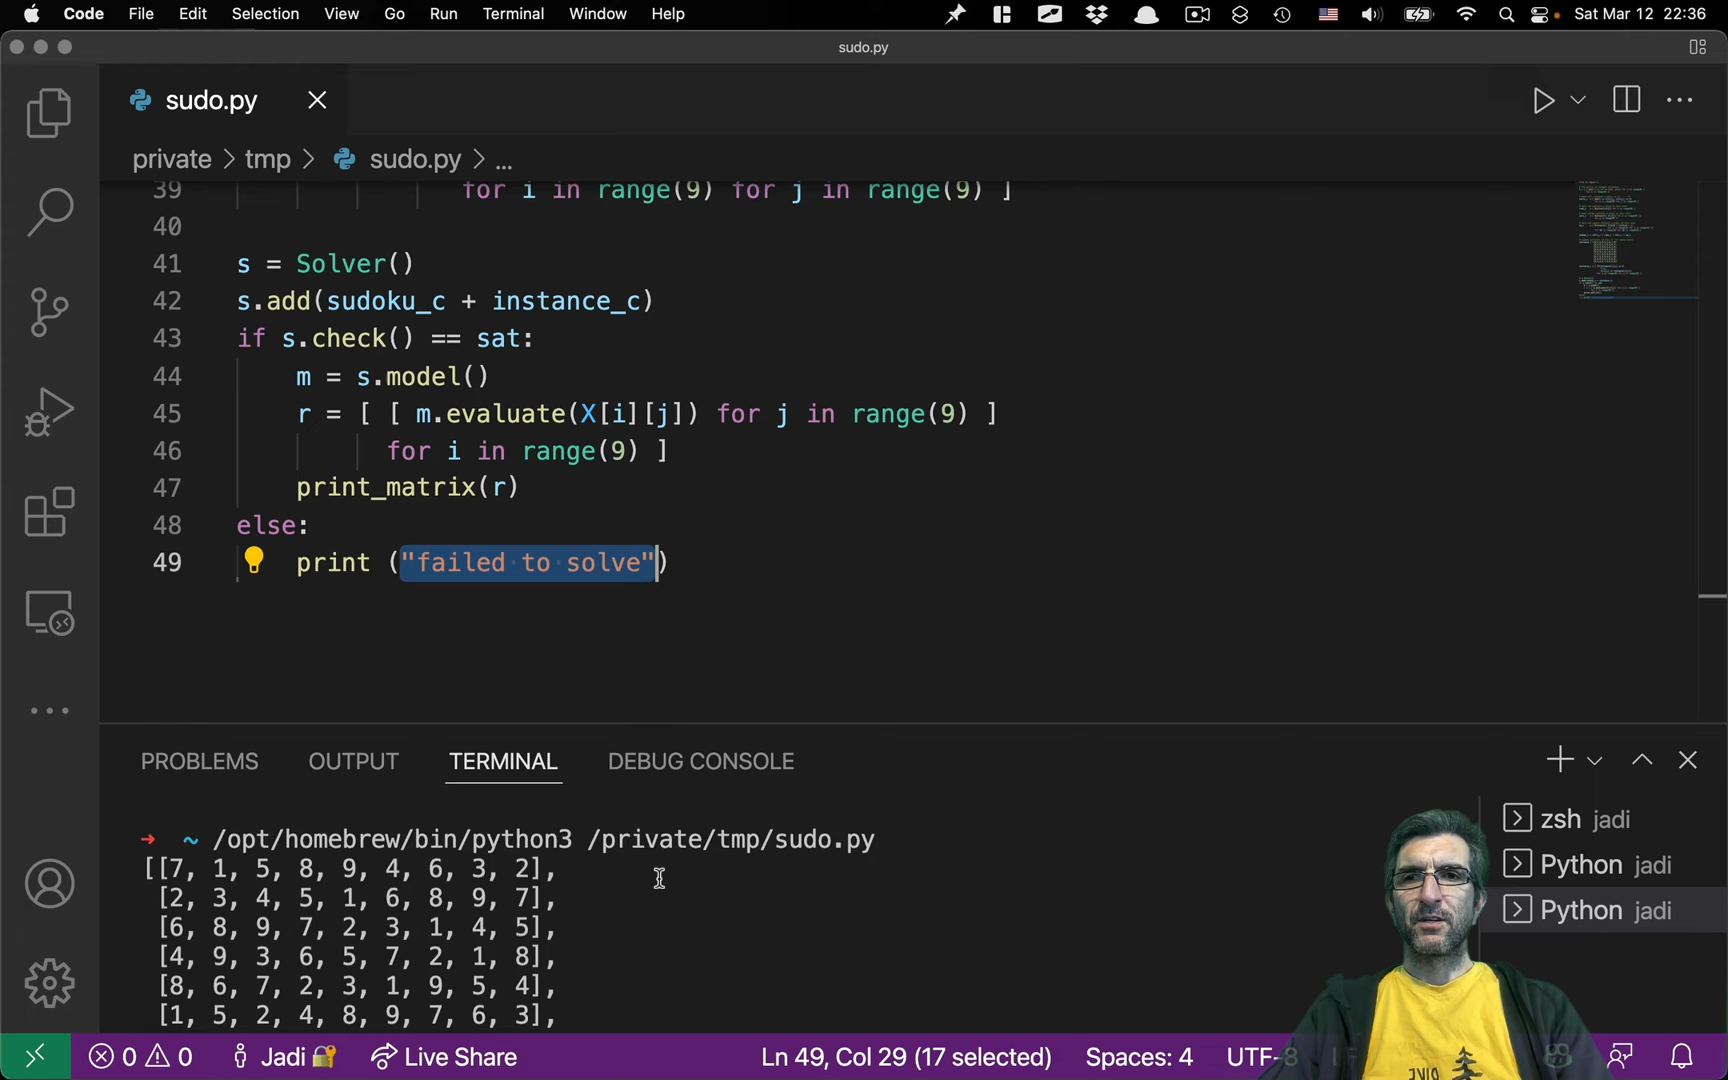 Code File Edit Selection View Go Run Terminal Window Help Sat Mar 12 22:36
sudo.py
sudo.py
private > tmp > sudo.py > ...
39 for i in range(9) for j in range(9) ]
40
41 s = Solver()
42 s.add(sudoku_c + instance_c)
43 if s.check() == sat:
44 m = s.model()
45 r = [ [ m.evaluate(X[i][j]) for j in range(9) ]
46 for i in range(9) ]
47 print_matrix(r)
48 else:
49 print ("failed to solve")
PROBLEMS OUTPUT TERMINAL DEBUG CONSOLE
→ ~ /opt/homebrew/bin/python3 /private/tmp/sudo.py
[[7, 1, 5, 8, 9, 4, 6, 3, 2],
[2, 3, 4, 5, 1, 6, 8, 9, 7],
[6, 8, 9, 7, 2, 3, 1, 4, 5],
[4, 9, 3, 6, 5, 7, 2, 1, 8],
[8, 6, 7, 2, 3, 1, 9, 5, 4],
[1, 5, 2, 4, 8, 9, 7, 6, 3],
zsh jadi
Python jadi
Python jadi
0 0 Jadi Live Share Ln 49, Col 29 (17 selected) Spaces: 4 UTF-8